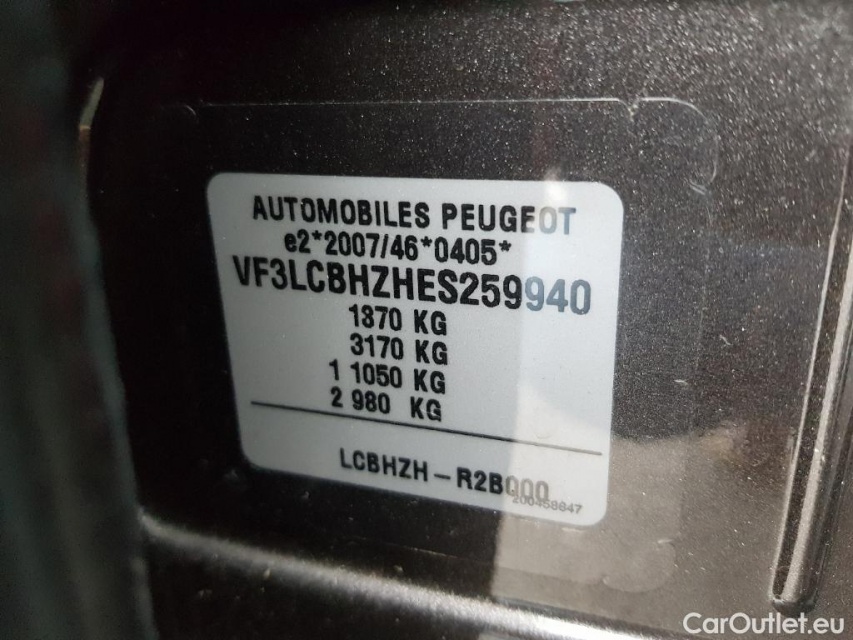 AUTOMOBILES PEUGEOT
e2*2007/46*0405*
VF3LCBHZHES259940
1870 KG
3170 KG
1 1050 KG
2 980 KG
LCBHZH - R2B000
200458847
CarOutlet.eu